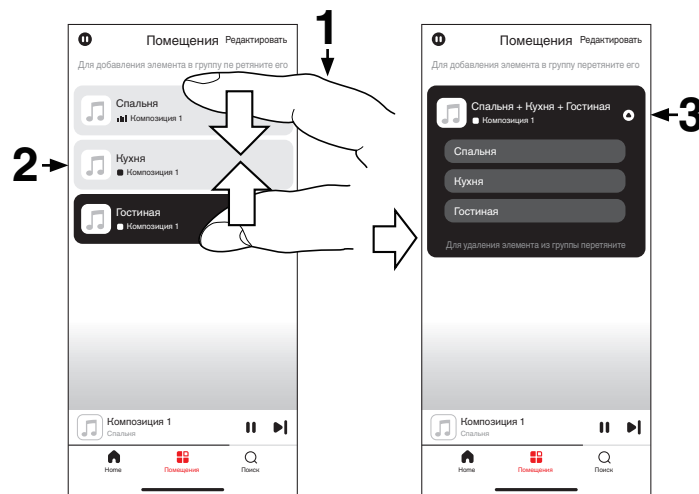 1
Помещения Редактировать
Для добавления элемента в группу пе ретяните его
Спальня
Композиция 1
2
Кухня
Композиция 1
Гостиная
Композиция 1
Композиция 1
Спальня
Home Помещения Поиск
Помещения Редактировать
Для добавления элемента в группу перетяните его
Спальня + Кухня + Гостиная
Композиция 1
3
Спальня
Кухня
Гостиная
Для удаления элемента из группы перетяните
Композиция 1
Спальня
Home Помещения Поиск